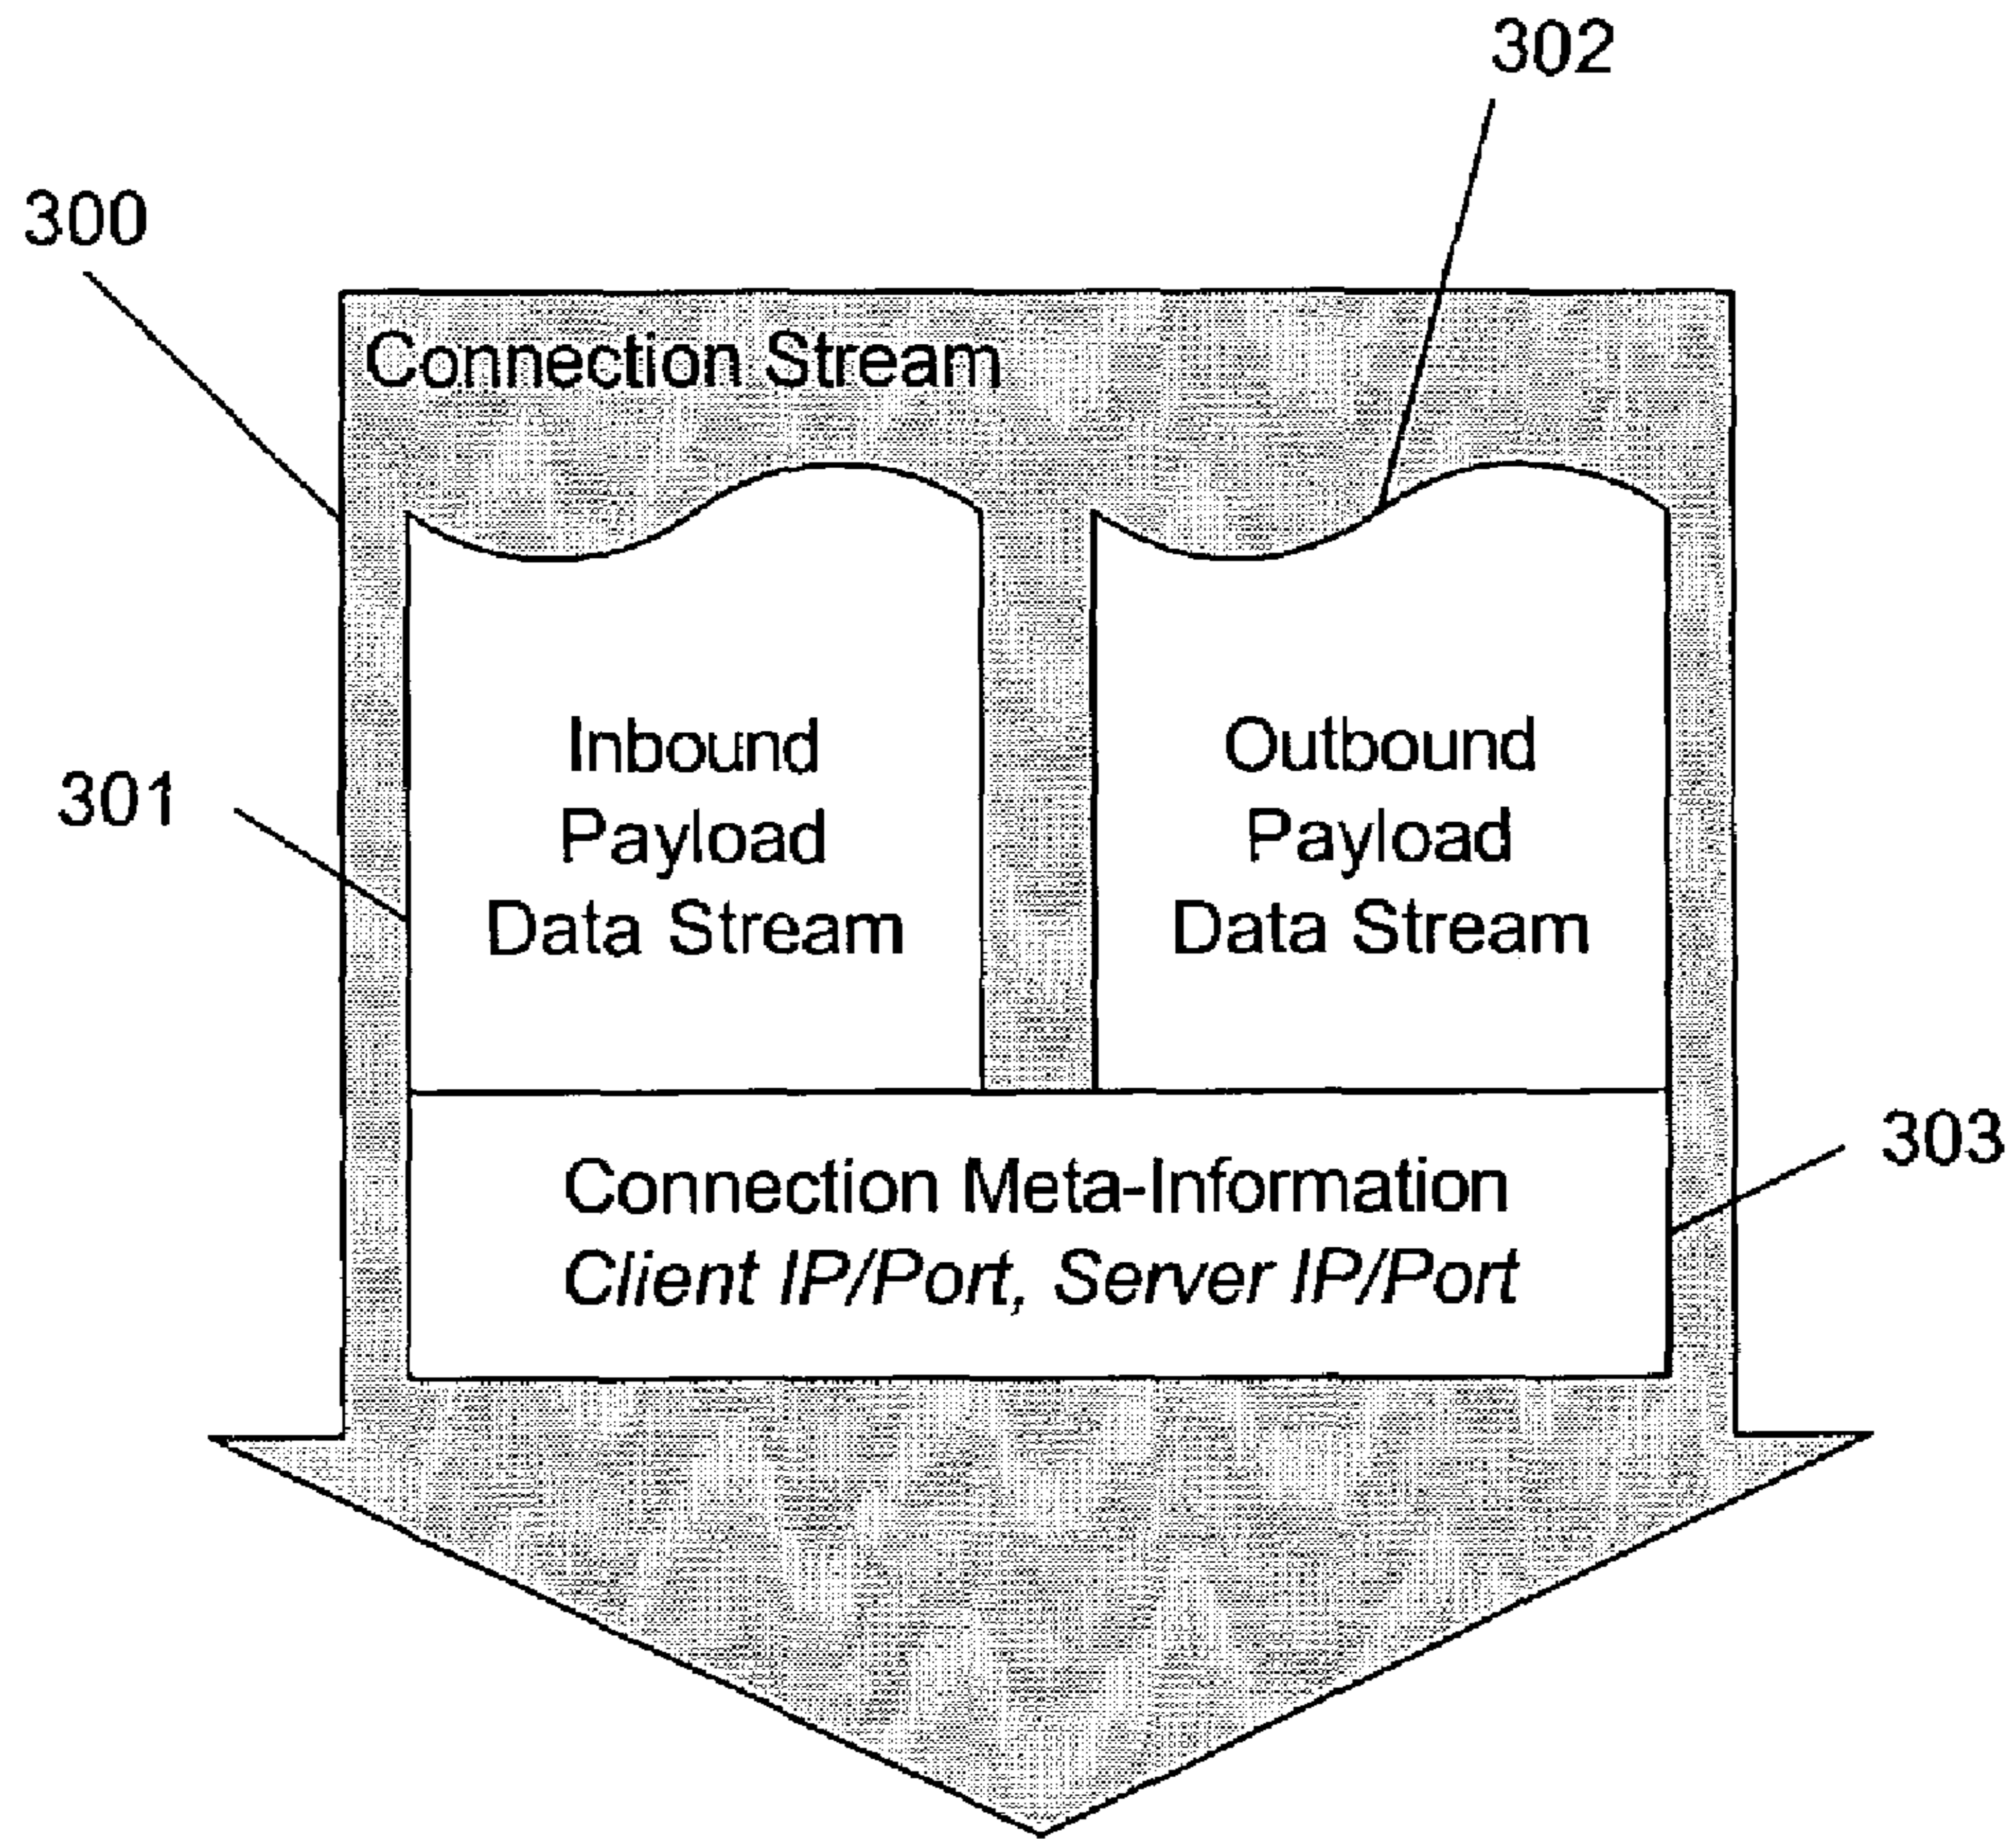 302
300
Connection Stream
Inbound
Payload
Data Stream
Outbound
Payload
Data Stream
301
Connection Meta-Information
Client IP/Port, Server IP/Port
303